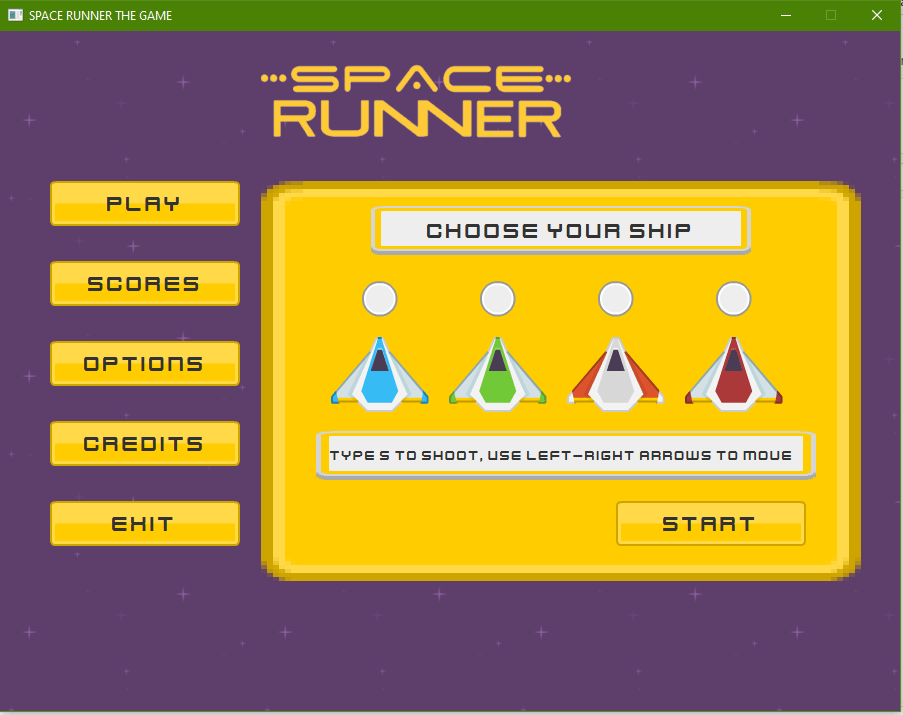 SPACE RUNNER THE GAME
SPACE
RUNNER
PLAY
SCORES
OPTIONS
CREDITS
EXIT
CHOOSE YOUR SHIP
TYPE S TO SHOOT, USE LEFT-RIGHT ARROWS TO MOVE
START